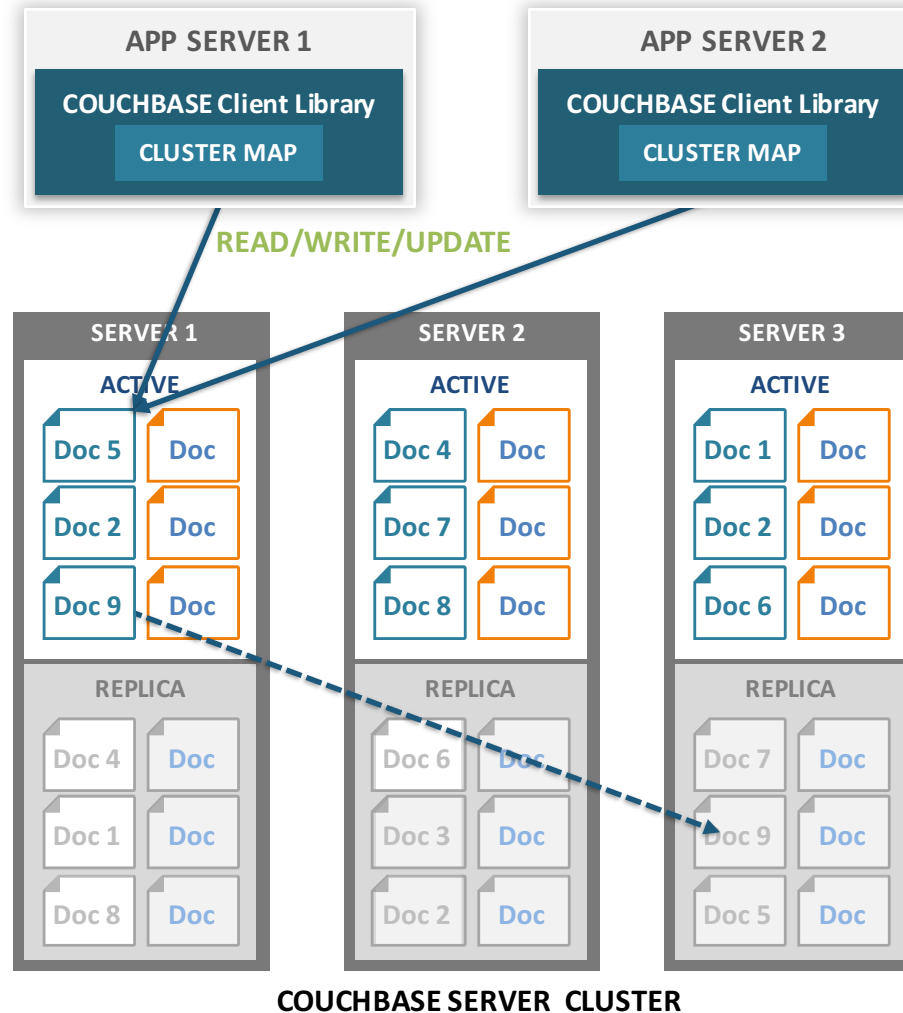 APP SERVER 1
COUCHBASE Client Library
CLUSTER MAP
APP SERVER 2
COUCHBASE Client Library
CLUSTER MAP
READ/WRITE/UPDATE
SERVER 1
ACTIVE
Doc 5 Doc
Doc 2 Doc
Doc 9 Doc
REPLICA
Doc 4 Doc
Doc 1 Doc
Doc 8 Doc
SERVER 2
ACTIVE
Doc 4 Doc
Doc 7 Doc
Doc 8 Doc
REPLICA
Doc 6 Doc
Doc 3 Doc
Doc 2 Doc
SERVER 3
ACTIVE
Doc 1 Doc
Doc 2 Doc
Doc 6 Doc
REPLICA
Doc 7 Doc
Doc 9 Doc
Doc 5 Doc
COUCHBASE SERVER CLUSTER